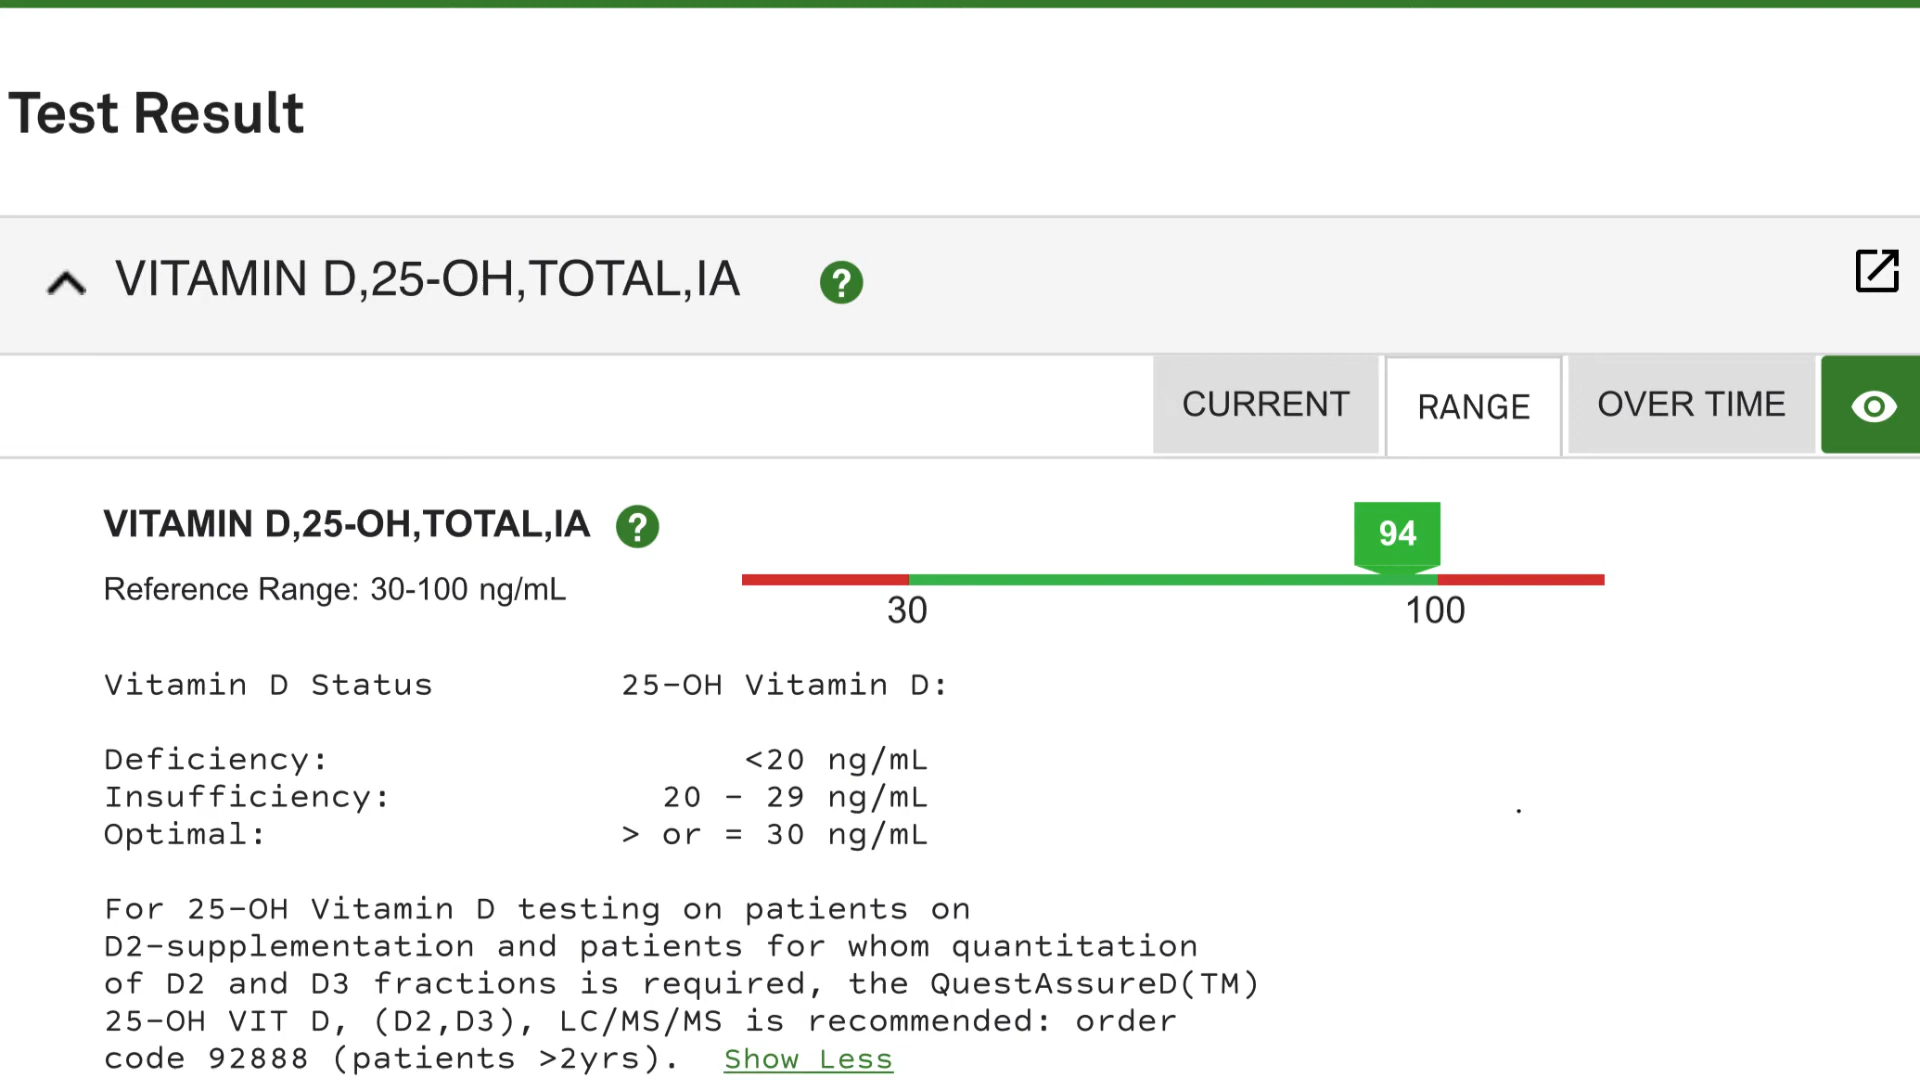 Test Result
VITAMIN D,25-OH,TOTAL,IA ?
CURRENT RANGE OVER TIME
VITAMIN D,25-OH,TOTAL,IA ?
94
Reference Range: 30-100 ng/mL
30 100
Vitamin D Status 25-OH Vitamin D:
Deficiency: <20 ng/mL
Insufficiency: 20 - 29 ng/mL
Optimal: > or = 30 ng/mL
For 25-OH Vitamin D testing on patients on
D2-supplementation and patients for whom quantitation
of D2 and D3 fractions is required, the QuestAssureD(TM)
25-OH VIT D, (D2,D3), LC/MS/MS is recommended: order
code 92888 (patients >2yrs). Show Less